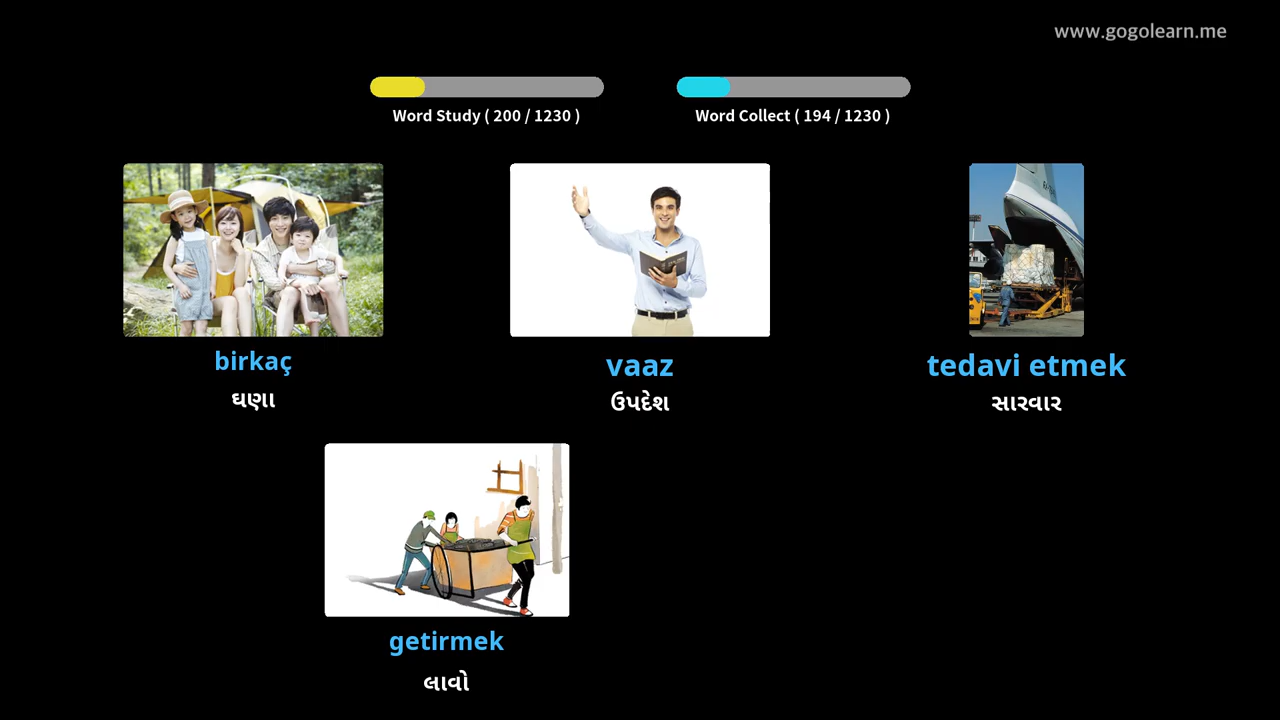 www.gogolearn.me
Word Study ( 200 / 1230 )
Word Collect ( 194 / 1230 )
birkaç
ઘણા
vaaz
ઉપદેશ
tedavi etmek
સારવાર
getirmek
લાવો